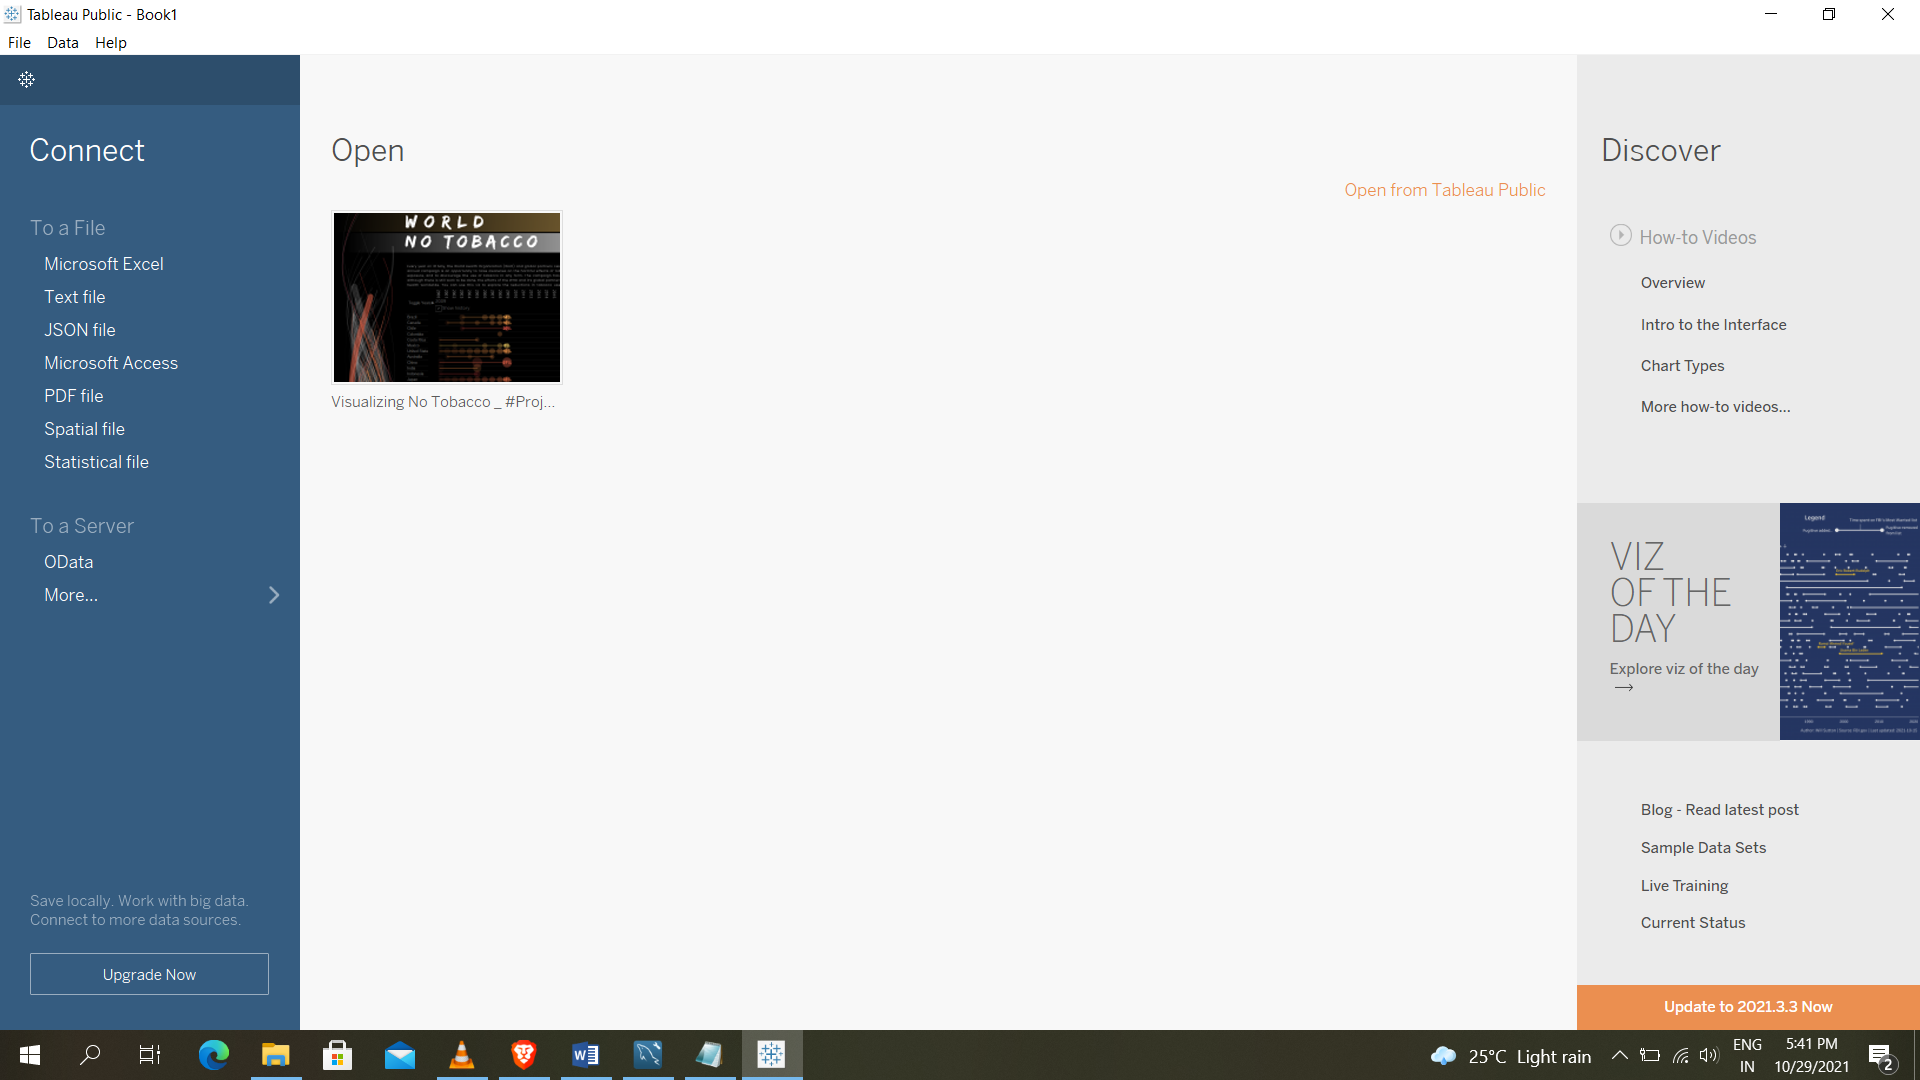 Tableau Public - Book1
File Data Help
Connect
To a File
Microsoft Excel
Text file
JSON file
Microsoft Access
PDF file
Spatial file
Statistical file
To a Server
OData
More...
Save locally. Work with big data.
Connect to more data sources.
Upgrade Now
Open
Open from Tableau Public
WORLD
NO TOBACCO
Visualizing No Tobacco _ #Proj...
Discover
How-to Videos
Overview
Intro to the Interface
Chart Types
More how-to videos...
VIZ
OF THE
DAY
Explore viz of the day
Legend
Blog - Read latest post
Sample Data Sets
Live Training
Current Status
Update to 2021.3.3 Now
25°C Light rain
ENG
IN
5:41 PM
10/29/2021
2